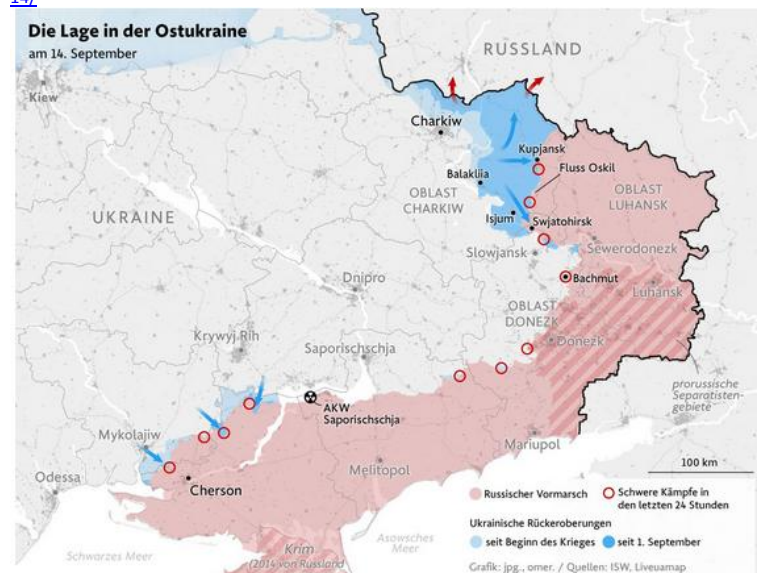 14)
Die Lage in der Ostukraine
am 14. September
RUSSLAND
Kiew
Charkiw
Kupjansk
Fluss Oskil
Balakliia
OBLAST
CHARKIW
OBLAST
LUHANSK
Isjum
Swjatohirsk
UKRAINE
Slowjansk
Sewerodonezk
Dnipro
Bachmut
Luhansk
OBLAST
DONEZK
Krywyj Rih
Saporischschja
Donezk
prorussische
Separatisten-
gebiete
AKW
Saporischschja
Mykolajiw
Mariupol
100 km
Odessa
Melitopol
Cherson
Russischer Vormarsch
Schwere Kämpfe in
den letzten 24 Stunden
Ukrainische Rückeroberungen
seit Beginn des Krieges
seit 1. September
Schwarzes Meer
Krim
(2014 von Russland
Asowsches
Meer
Grafik: jpg., omer. / Quellen: ISW, Liveuamap